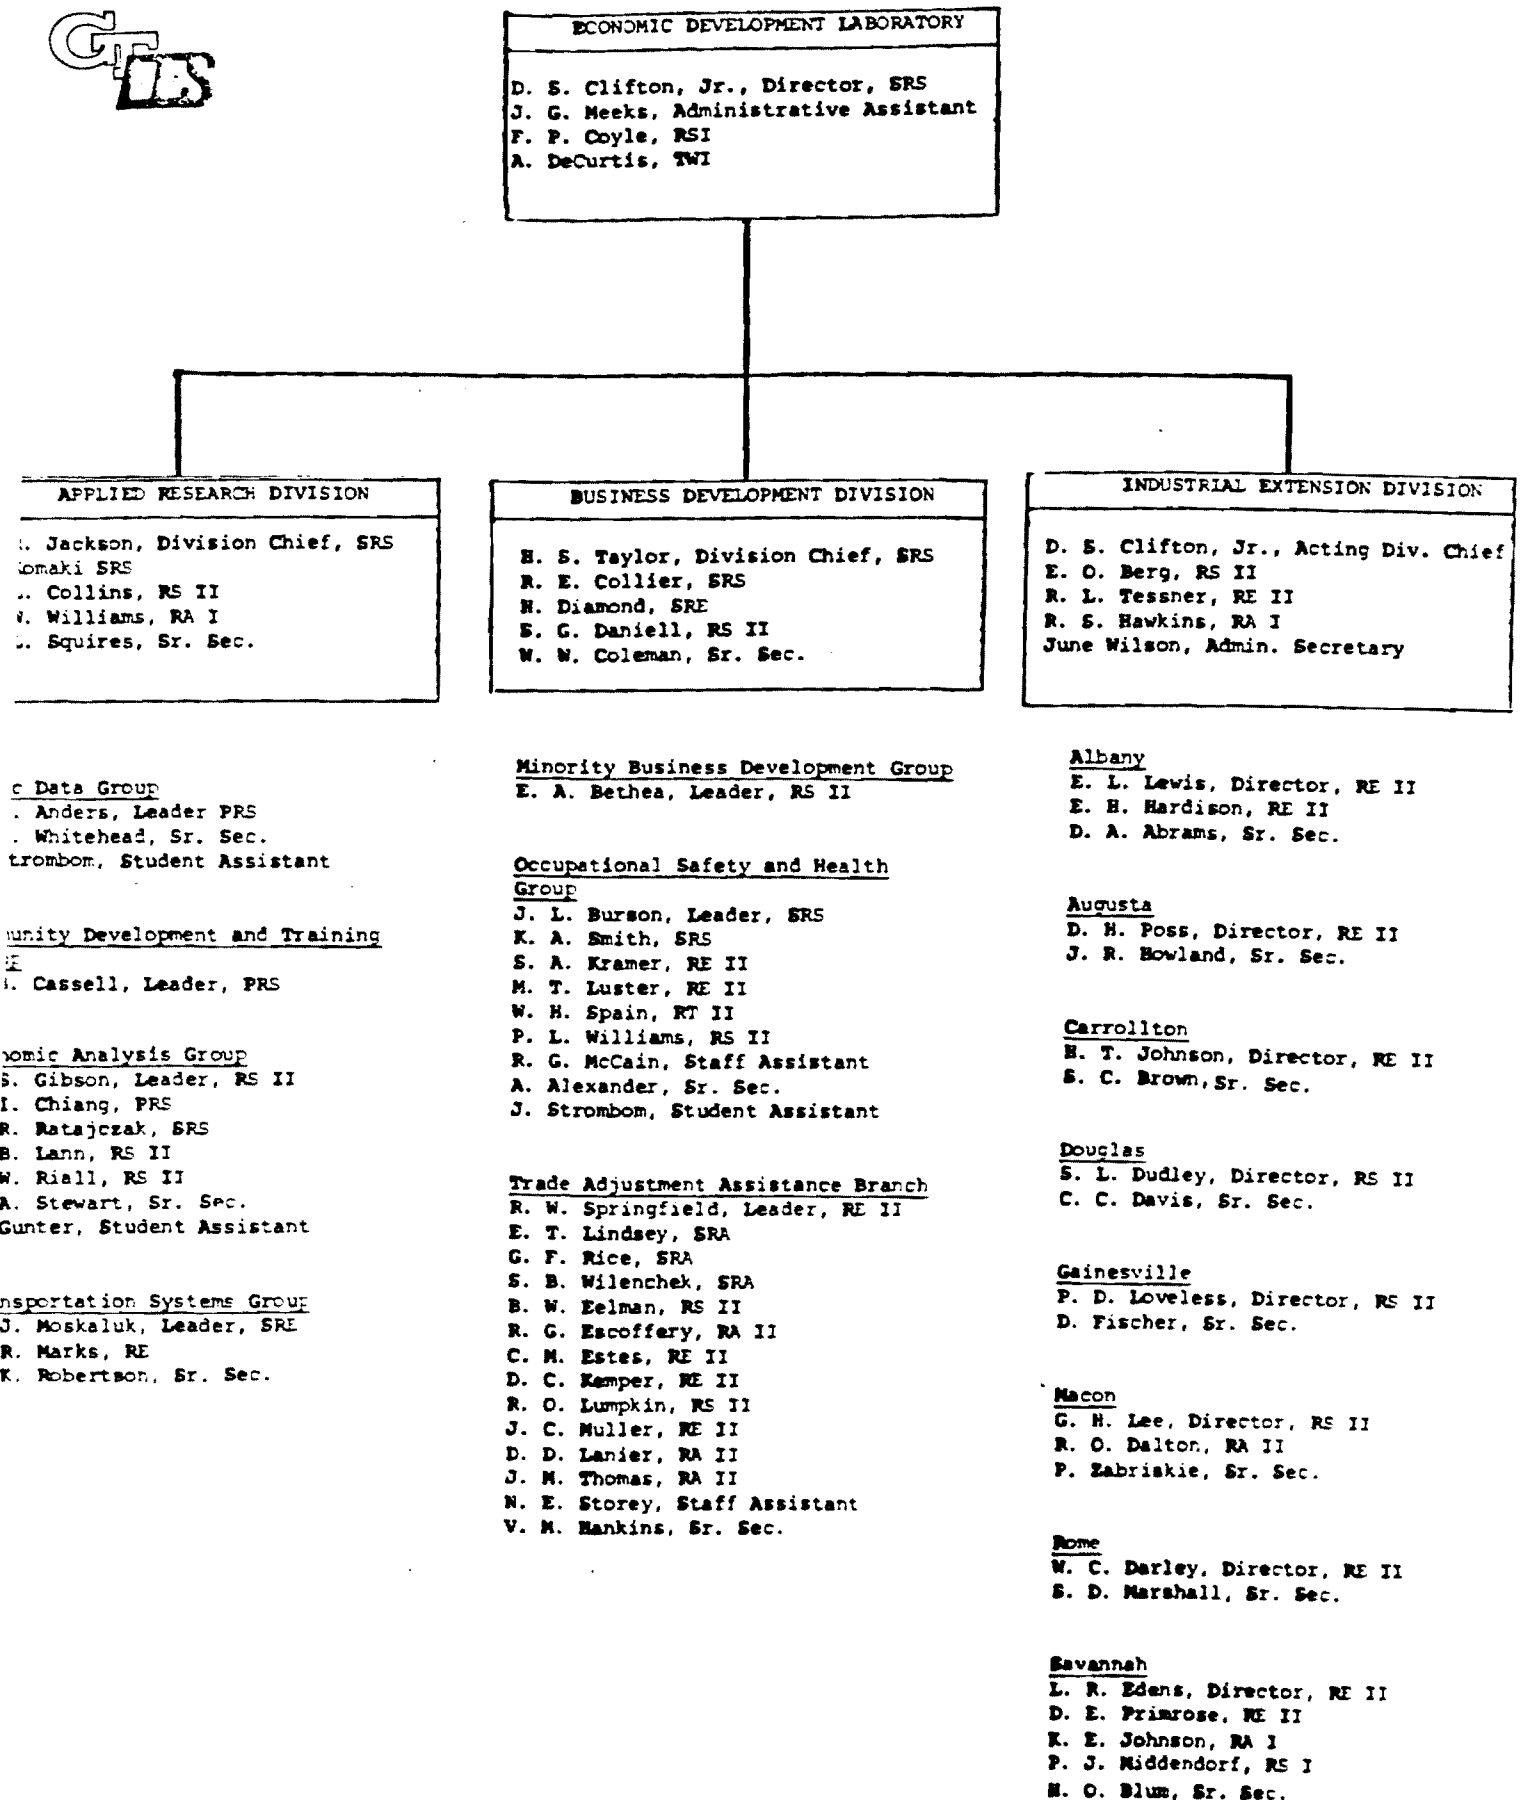 ECONOMIC DEVELOPMENT LABORATORY
D. S. Clifton, Jr., Director, SRS
J. G. Meeks, Administrative Assistant
F. P. Coyle, RSI
A. DeCurtis, TWI
APPLIED RESEARCH DIVISION
Jackson, Division Chief, SRS
SRS
Collins, RS II
Williams, RA I
Squires, Sr. Sec.
Data Group
Anders, Leader PRS
Whitehead, Sr. Sec.
trombom, Student Assistant
Development and Training
Cassell, Leader, PRS
Analysis Group
S. Gibson, Leader, RS II
I. Chiang, PRS
R. Ratajczak, SRS
B. Lann, RS II
W. Riall, RS II
A. Stewart, Sr. Sec.
Gunter, Student Assistant
nsportation Systems Group
J. Moskaluk, Leader, SRE
R. Marks, RE
K. Robertson, Sr. Sec.
BUSINESS DEVELOPMENT DIVISION
H. S. Taylor, Division Chief, SRS
R. E. Collier, SRS
H. Diamond, SRE
S. G. Daniell, RS II
W. W. Coleman, Sr. Sec.
Minority Business Development Group
E. A. Bethea, Leader, RS II
Occupational Safety and Health
Group
J. L. Burson, Leader, SRS
K. A. Smith, SRS
S. A. Kramer, RE II
M. T. Luster, RE II
W. H. Spain, RT II
P. L. Williams, RS II
R. G. McCain, Staff Assistant
A. Alexander, Sr. Sec.
J. Strombom, Student Assistant
Trade Adjustment Assistance Branch
R. W. Springfield, Leader, RE II
E. T. Lindsey, SRA
G. F. Rice, SRA
S. B. Wilenchek, SRA
B. W. Eelman, RS II
R. G. Escoffery, RA II
C. M. Estes, RE II
D. C. Kemper, RE II
R. O. Lumpkin, RS II
J. C. Muller, RE II
D. D. Lanier, RA II
J. M. Thomas, RA II
N. E. Storey, Staff Assistant
V. M. Hankins, Sr. Sec.
INDUSTRIAL EXTENSION DIVISION
D. S. Clifton, Jr., Acting Div. Chief
E. O. Berg, RS II
R. L. Tessner, RE II
R. S. Hawkins, RA I
June Wilson, Admin. Secretary
Albany
E. L. Lewis, Director, RE II
E. H. Hardison, RE II
D. A. Abrams, Sr. Sec.
Augusta
D. H. Poss, Director, RE II
J. R. Howland, Sr. Sec.
Carrollton
H. T. Johnson, Director, RE II
S. C. Brown, Sr. Sec.
Douglas
S. L. Dudley, Director, RS II
C. C. Davis, Sr. Sec.
Gainesville
P. D. Loveless, Director, RS II
D. Fischer, Sr. Sec.
Macon
G. H. Lee, Director, RS II
R. O. Dalton, RA II
P. Zabriskie, Sr. Sec.
Rome
W. C. Darley, Director, RE II
S. D. Marshall, Sr. Sec.
Savannah
L. R. Edens, Director, RE II
D. E. Primrose, RE II
K. E. Johnson, RA I
P. J. Middendorf, RS I
M. O. Blum, Sr. Sec.